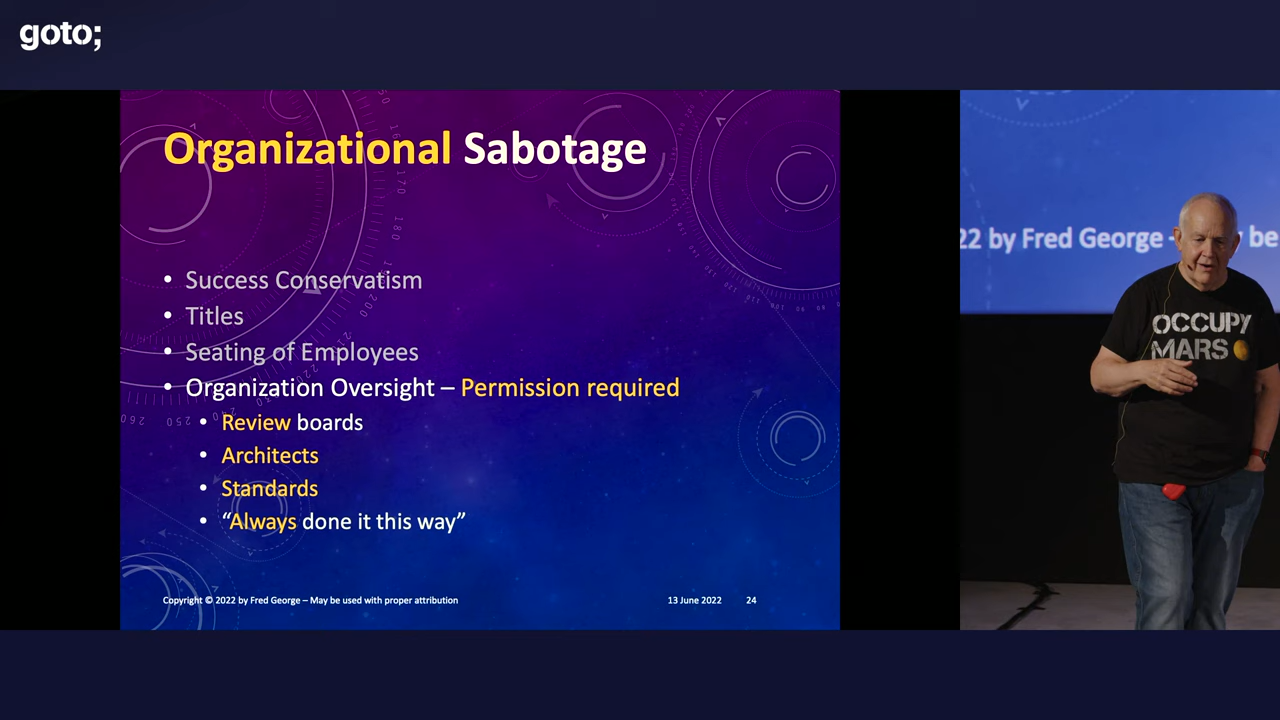 goto;
Organizational Sabotage
• Success Conservatism
• Titles
• Seating of Employees
• Organization Oversight – Permission required
• Review boards
• Architects
• Standards
• “Always done it this way”
Copyright © 2022 by Fred George – May be used with proper attribution
13 June 2022
24
22 by Fred George - be
OCCUPY
MARS